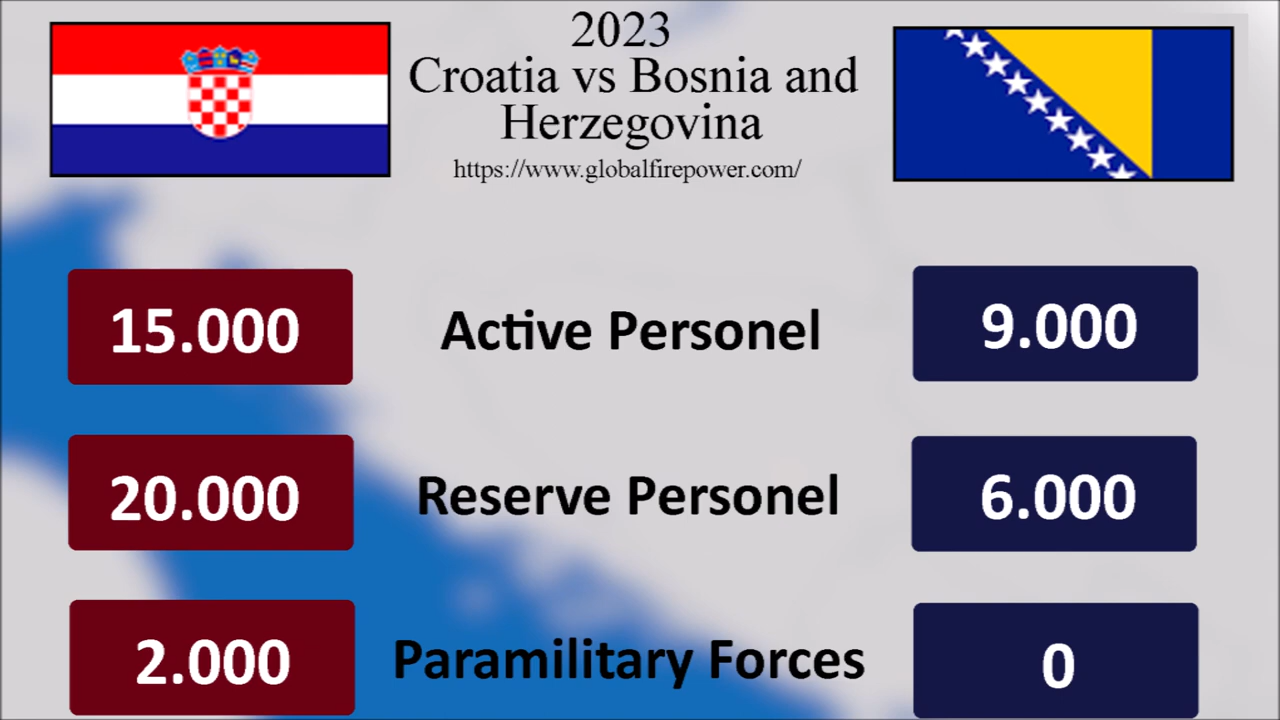 2023
Croatia vs Bosnia and
Herzegovina
https://www.globalfirepower.com/
15.000 Active Personel 9.000
20.000 Reserve Personel 6.000
2.000 Paramilitary Forces 0